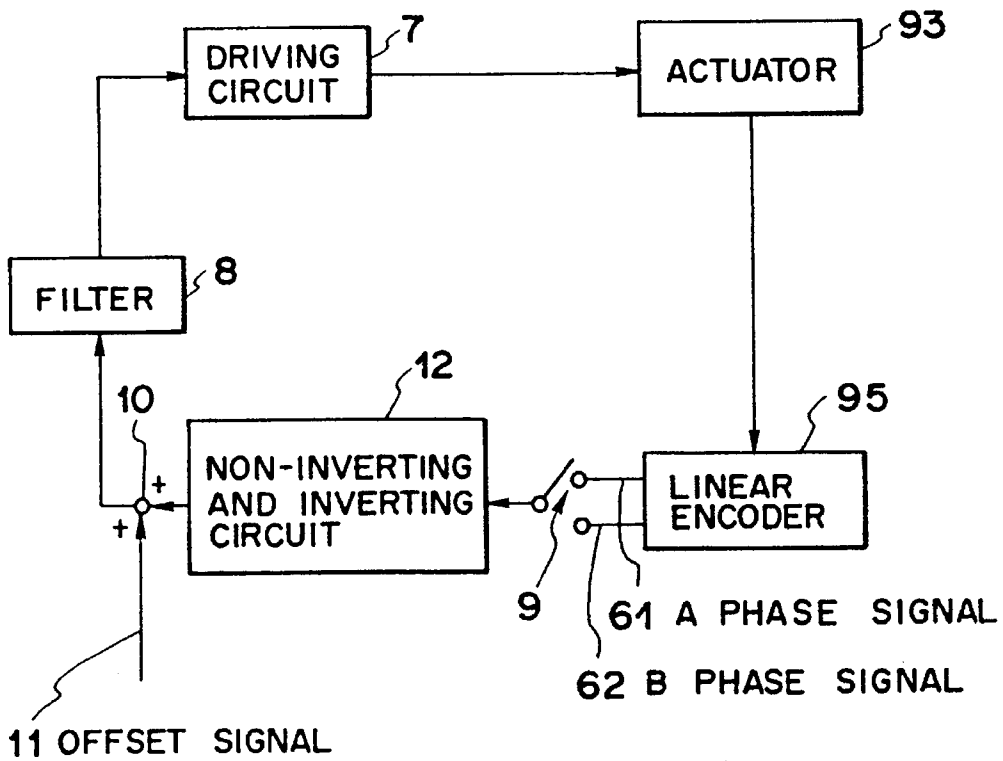 7
DRIVING
CIRCUIT
93
ACTUATOR
8
FILTER
10
12
95
+
+
NON-INVERTING
AND INVERTING
CIRCUIT
LINEAR
ENCODER
9
61 A PHASE SIGNAL
62 B PHASE SIGNAL
11 OFFSET SIGNAL